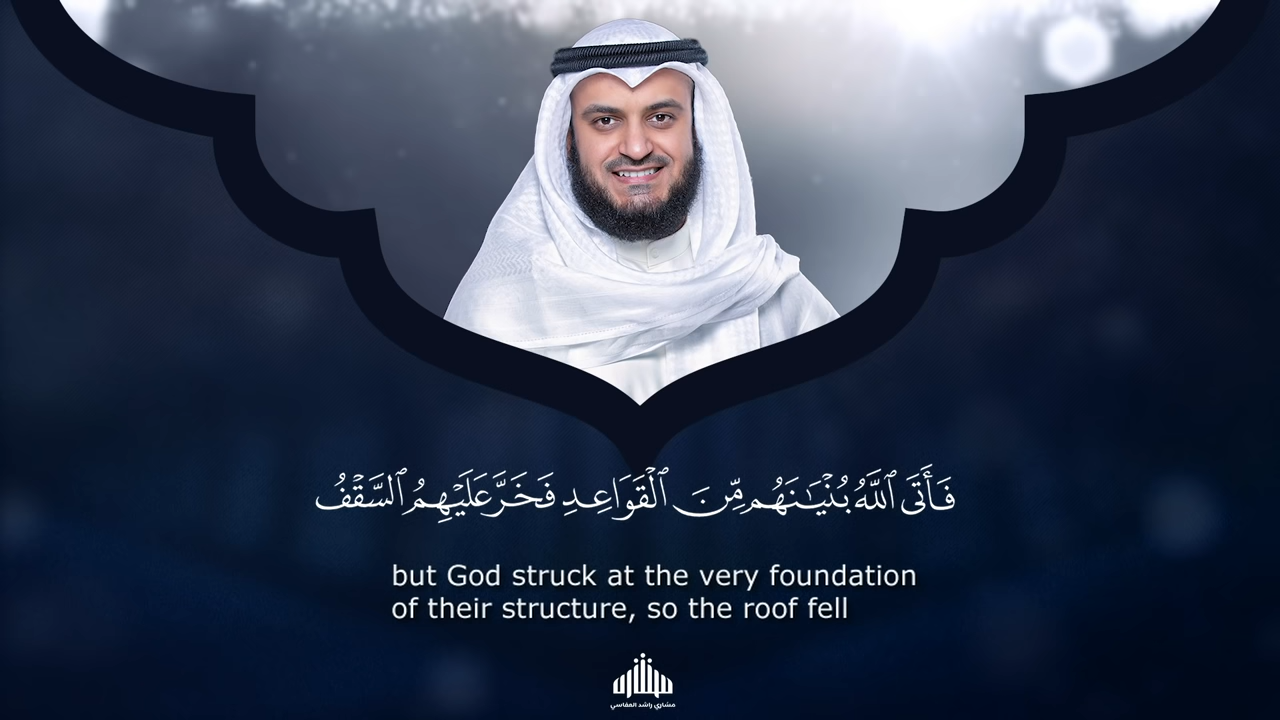 فَأَتَى ٱللَّهُ بُنْيَـٰنَهُم مِّنَ ٱلْقَوَاعِدِ فَخَرَّ عَلَيْهِمُ ٱلسَّقْفُ
but God struck at the very foundation
of their structure, so the roof fell
مشاري راشد العفاسي